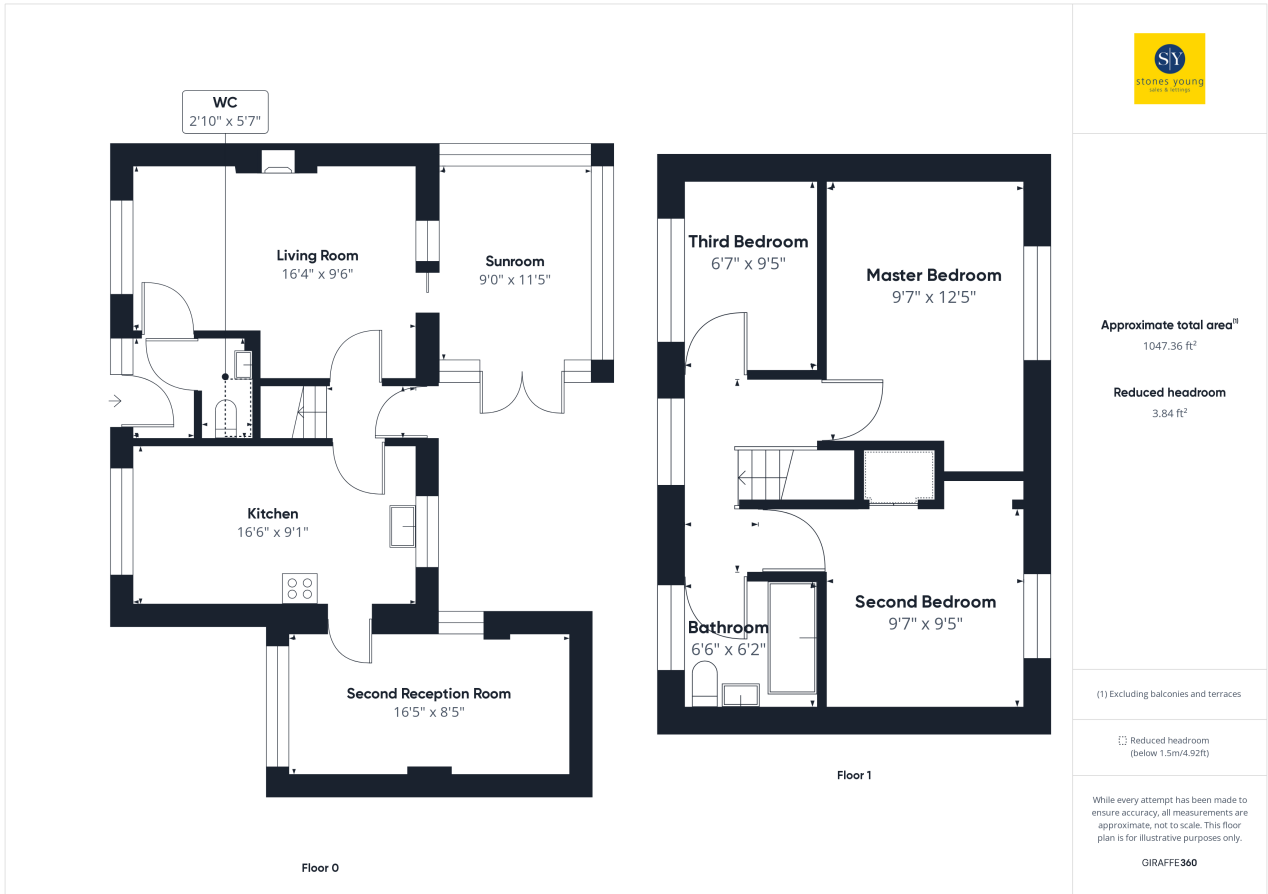 WC
2'10" x 5'7"
Living Room
16'4" x 9'6"
Sunroom
9'0" x 11'5"
Kitchen
16'6" x 9'1"
Second Reception Room
16'5" x 8'5"
Floor 0
Third Bedroom
6'7" x 9'5"
Master Bedroom
9'7" x 12'5"
Second Bedroom
9'7" x 9'5"
Bathroom
6'6" x 6'2"
Floor 1
S|Y
stones young
sales & lettings
Approximate total area(1)
1047.36 ft²
Reduced headroom
3.84 ft²
(1) Excluding balconies and terraces
Reduced headroom
(below 1.5m/4.92ft)
While every attempt has been made to
ensure accuracy, all measurements are
approximate, not to scale. This floor
plan is for illustrative purposes only.
GIRAFFE360